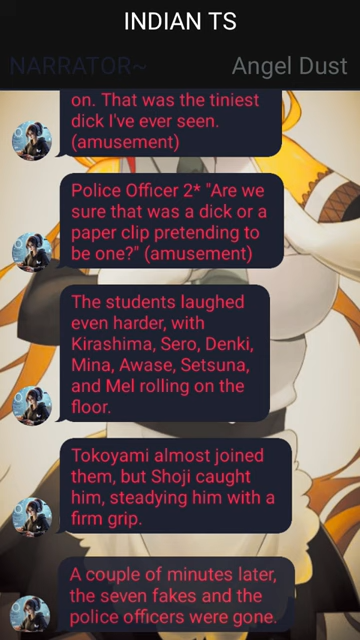 INDIAN TS
NARRATOR~ Angel Dust
on. That was the tiniest
dick I've ever seen.
(amusement)
Police Officer 2* "Are we
sure that was a dick or a
paper clip pretending to
be one?" (amusement)
The students laughed
even harder, with
Kirashima, Sero, Denki,
Mina, Awase, Setsuna,
and Mel rolling on the
floor.
Tokoyami almost joined
them, but Shoji caught
him, steadying him with a
firm grip.
A couple of minutes later,
the seven fakes and the
police officers were gone.